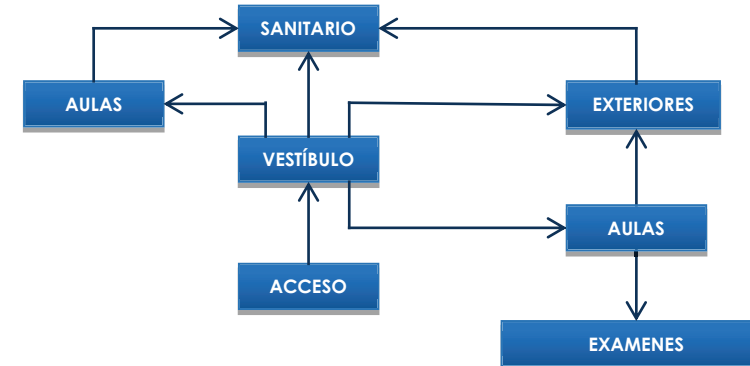 SANITARIO
AULAS
EXTERIORES
VESTÍBULO
AULAS
ACCESO
EXAMENES